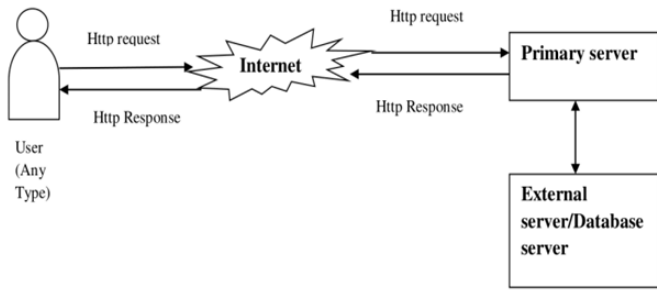 Http request
Http request
Internet
Primary server
Http Response
Http Response
User
(Any
Type)
External
server/Database
server